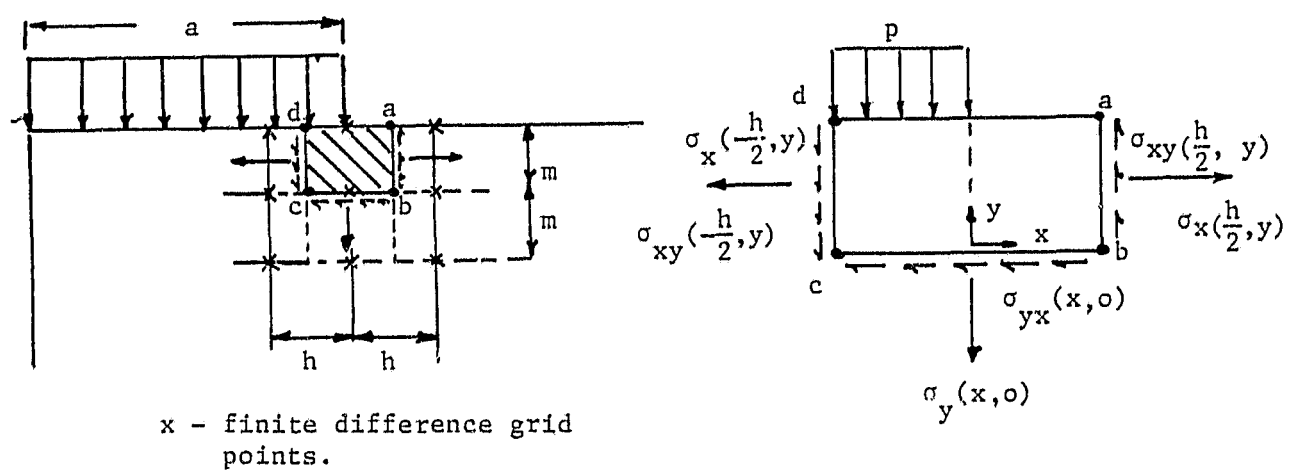 a
d
a
m
c
b
m
h
h
x - finite difference grid
points.
p
d
a
σx(-h/2,y)
σxy(h/2, y)
y
x
σxy(-h/2,y)
σx(h/2,y)
b
c
σyx(x,o)
σy(x,o)